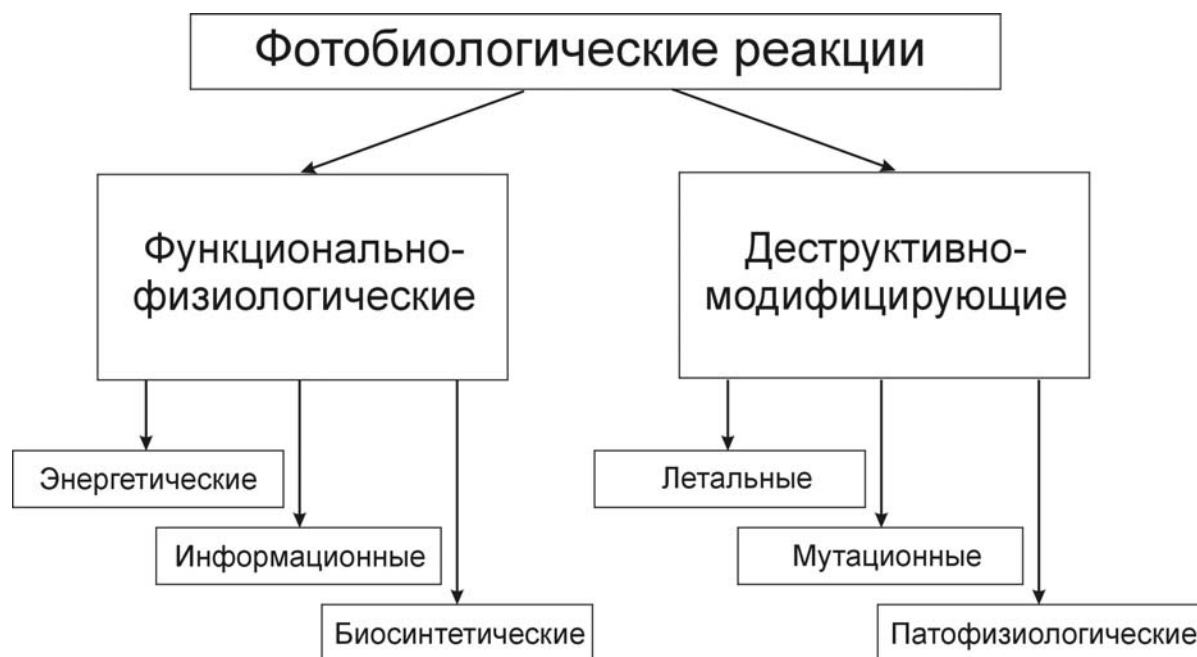 Фотобиологические реакции
Функционально-
физиологические
Деструктивно-
модифицирующие
Энергетические
Летальные
Информационные
Мутационные
Биосинтетические
Патофизиологические